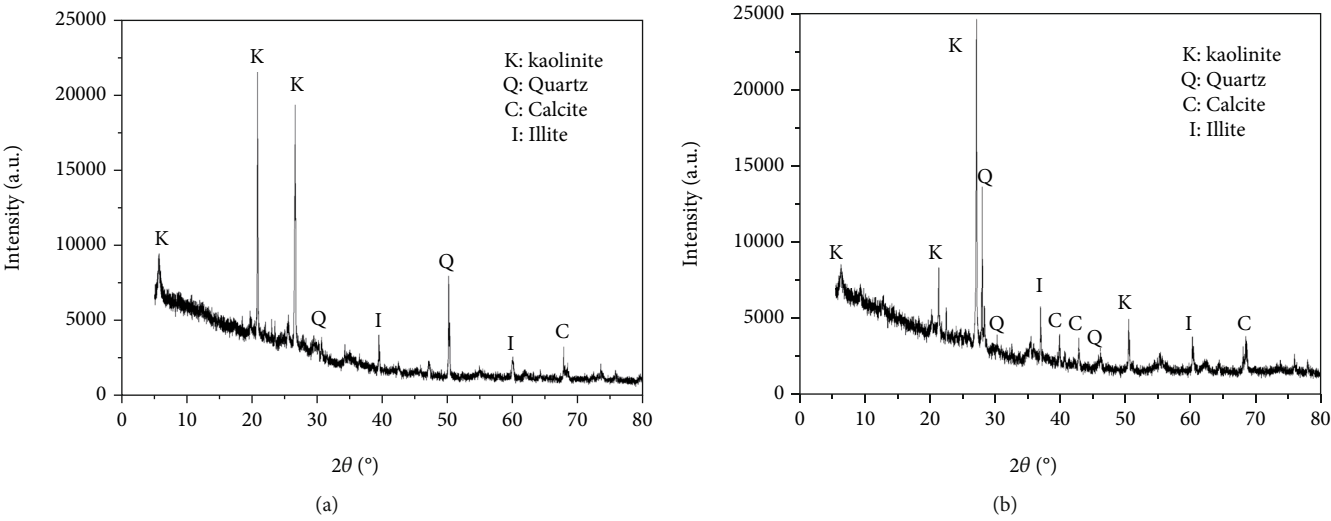 25000
20000
15000
10000
5000
0
Intensity (a.u.)
K
K
K
Q
I
Q
I
C
K: kaolinite
Q: Quartz
C: Calcite
I: Illite
0
10
20
30
40
50
60
70
80
2θ (°)
(a)
25000
20000
15000
10000
5000
0
Intensity (a.u.)
K
K
K
Q
Q
I
C
C
Q
K
I
C
K: kaolinite
Q: Quartz
C: Calcite
I: Illite
0
10
20
30
40
50
60
70
80
2θ (°)
(b)